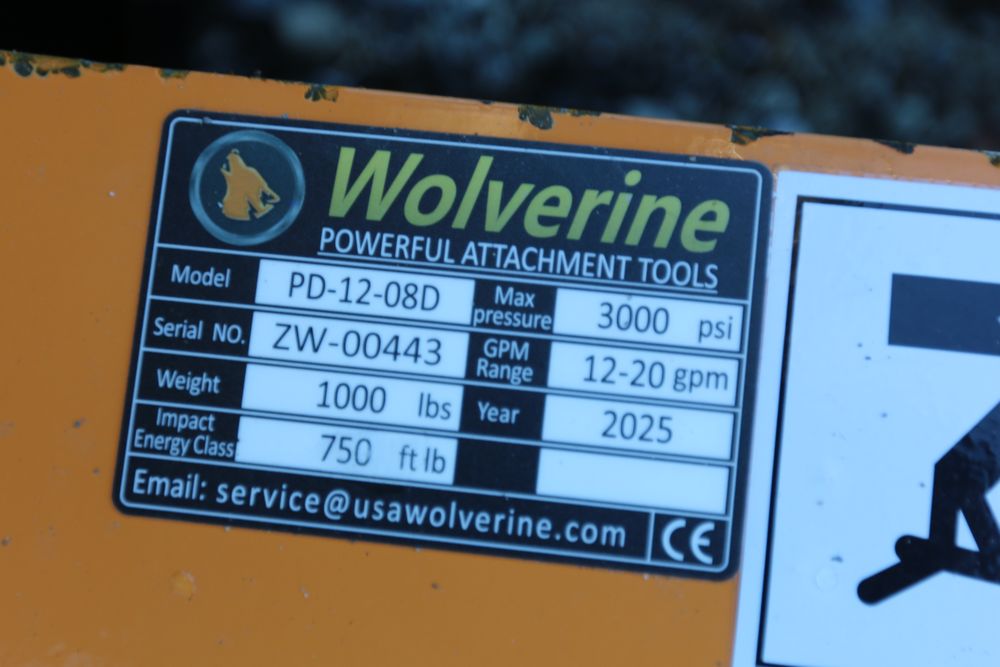 Wolverine
POWERFUL ATTACHMENT TOOLS
Model PD-12-08D Max pressure 3000 psi
Serial NO. ZW-00443 GPM Range 12-20 gpm
Weight 1000 lbs Year 2025
Impact Energy Class 750 ft lb
Email: service@usawolverine.com CE